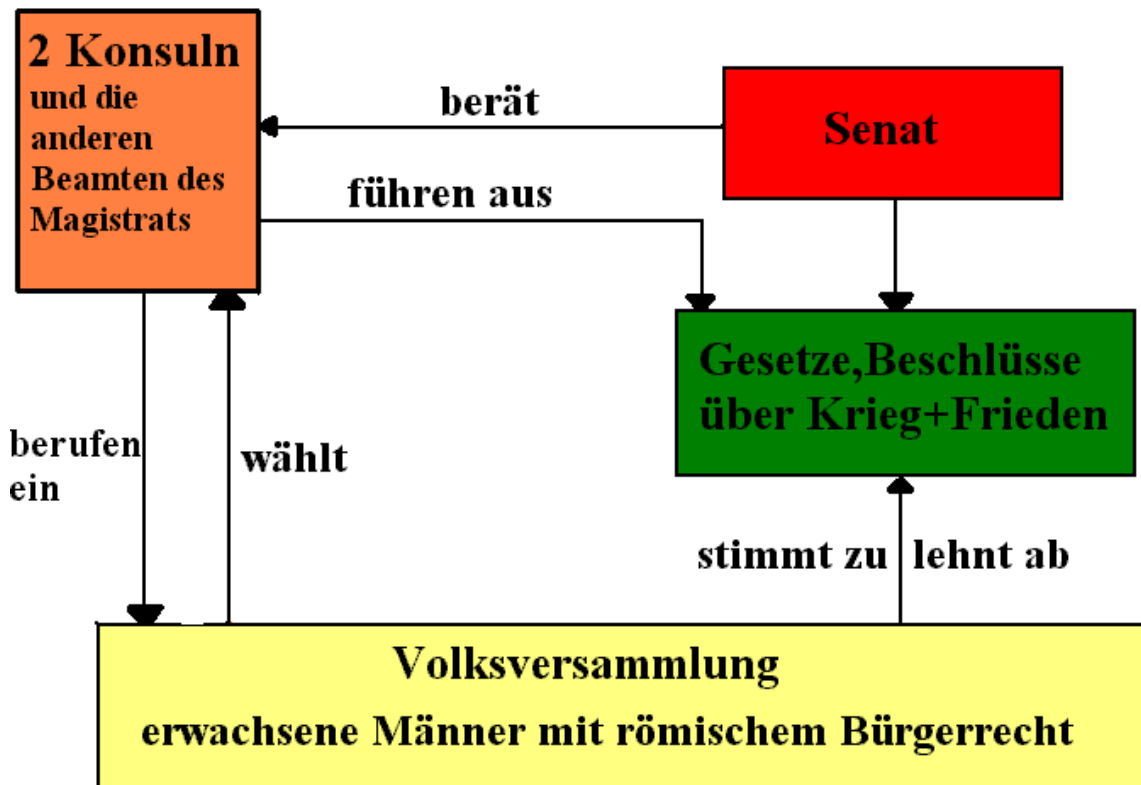 2 Konsuln
und die
anderen
Beamten des
Magistrats
berät
Senat
führen aus
Gesetze,Beschlüsse
über Krieg+Frieden
berufen
ein
wählt
stimmt zu
lehnt ab
Volksversammlung
erwachsene Männer mit römischem Bürgerrecht